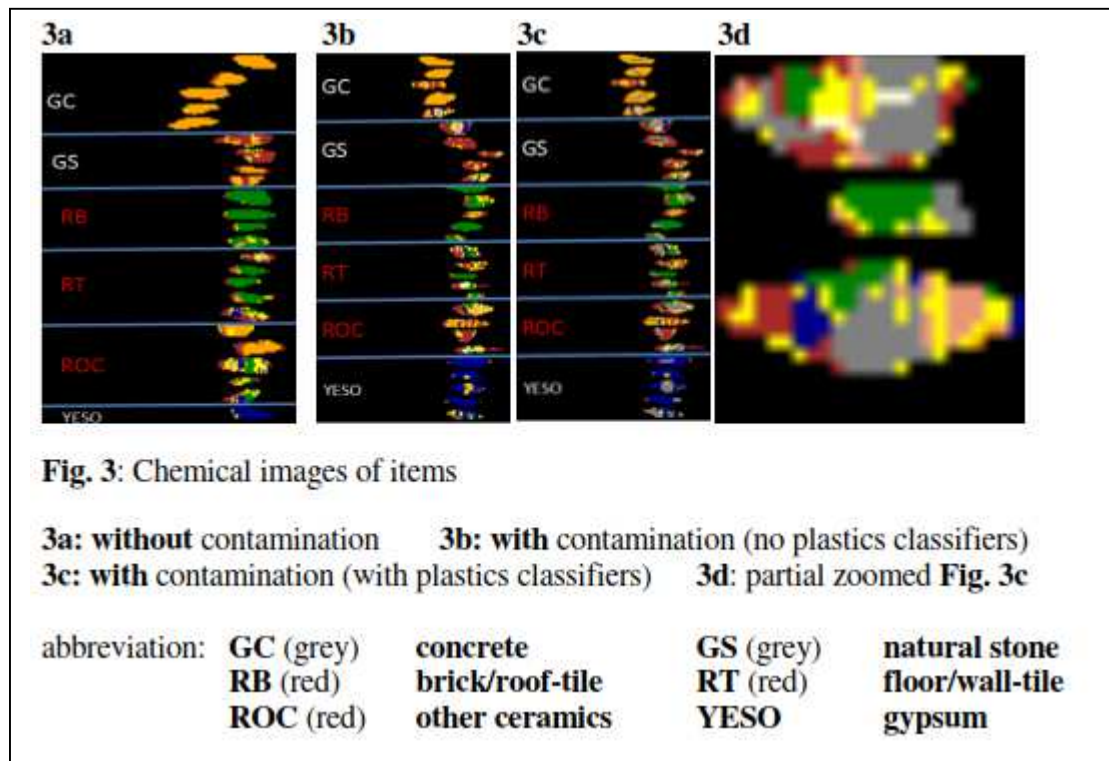 3a 3b 3c 3d
GC GC GC
GS GS GS
RB RB RB
RT RT RT
ROC ROC ROC
YESO YESO YESO
Fig. 3: Chemical images of items
3a: without contamination 3b: with contamination (no plastics classifiers)
3c: with contamination (with plastics classifiers) 3d: partial zoomed Fig. 3c
abbreviation: GC (grey) concrete GS (grey) natural stone
RB (red) brick/roof-tile RT (red) floor/wall-tile
ROC (red) other ceramics YESO gypsum